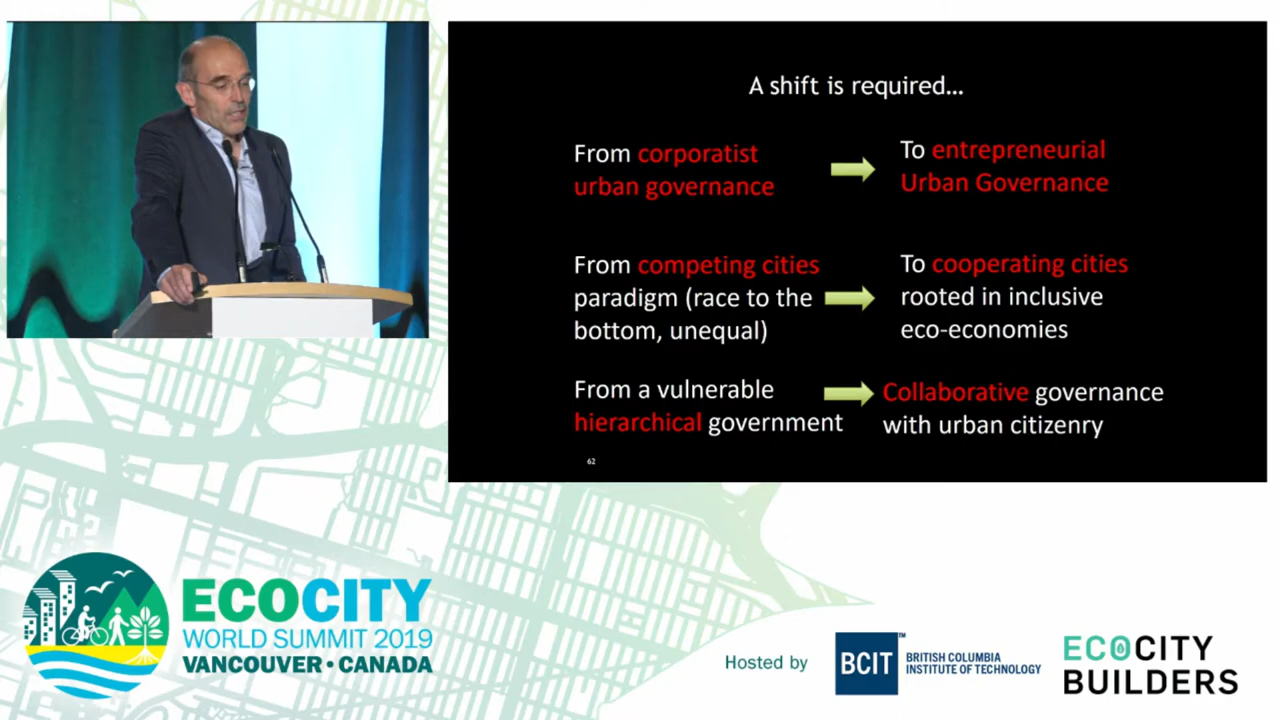 A shift is required...
From corporatist
urban governance
To entrepreneurial
Urban Governance
From competing cities
paradigm (race to the
bottom, unequal)
To cooperating cities
rooted in inclusive
eco-economies
From a vulnerable
hierarchical government
Collaborative governance
with urban citizenry
62
ECOCITY
WORLD SUMMIT 2019
VANCOUVER • CANADA
Hosted by
BCIT
TM
BRITISH COLUMBIA
INSTITUTE OF TECHNOLOGY
ECOCITY
BUILDERS